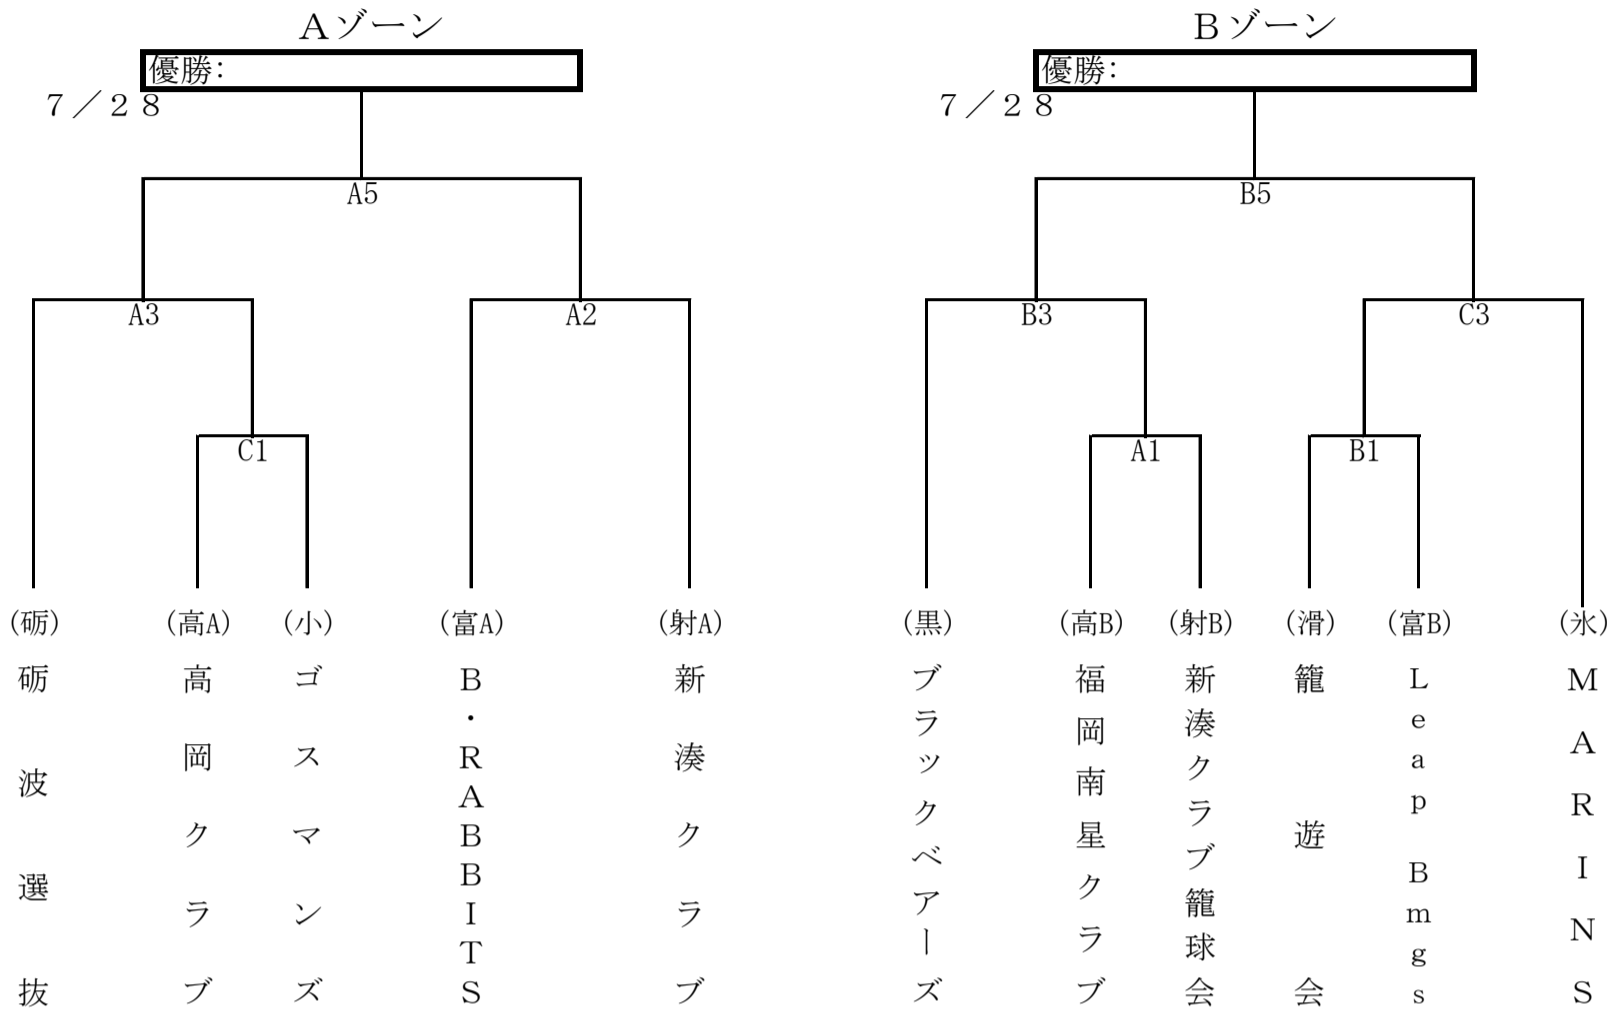 Ａゾーン
優勝:
７／２８
A5
A3
A2
C1
(砺)
(高A)
(小)
(富A)
(射A)
砺波選抜
高岡クラブ
ゴスマンズ
Ｂ・ＲＡＢＢＩＴＳ
新湊クラブ
Ｂゾーン
優勝:
７／２８
B5
B3
C3
A1
B1
(黒)
(高B)
(射B)
(滑)
(富B)
(氷)
ブラックベアーズ
福岡南星クラブ
新湊クラブ籠球会
籠遊会
Ｌｅａｐ Ｂｍｇｓ
ＭＡＲＩＮＳ